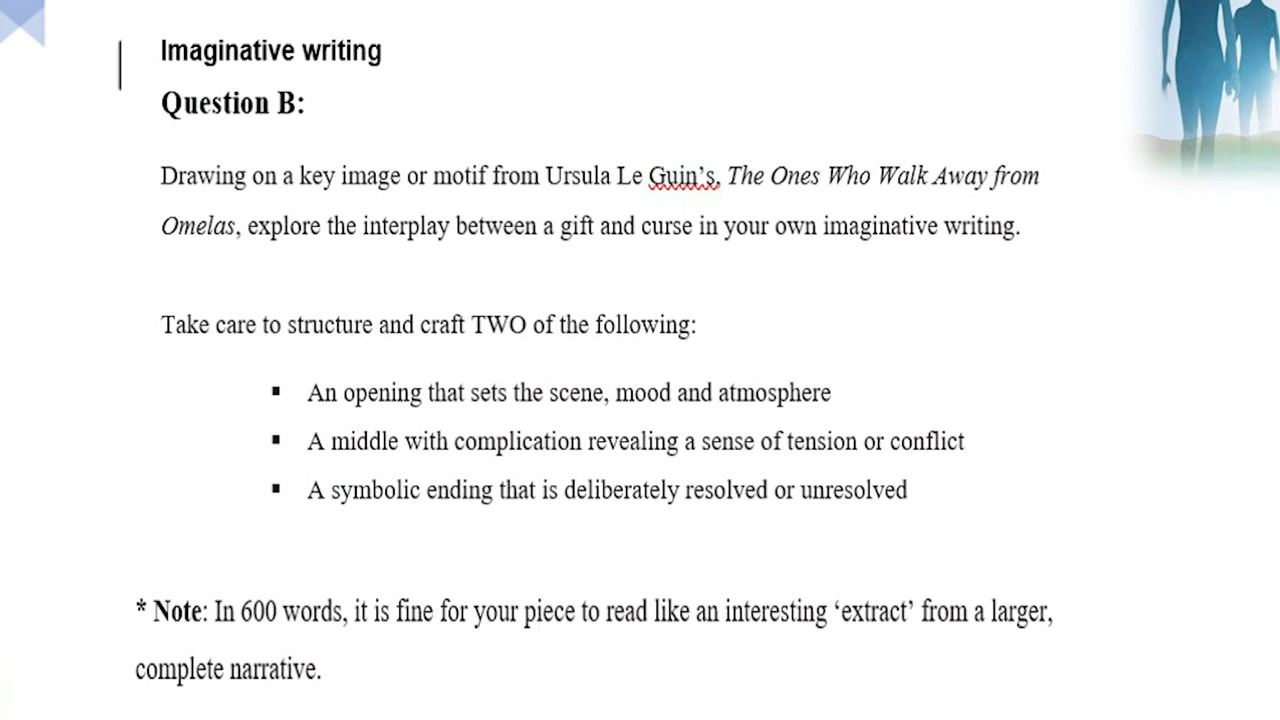 Imaginative writing
Question B:
Drawing on a key image or motif from Ursula Le Guin's, The Ones Who Walk Away from
Omelas, explore the interplay between a gift and curse in your own imaginative writing.
Take care to structure and craft TWO of the following:
▪ An opening that sets the scene, mood and atmosphere
▪ A middle with complication revealing a sense of tension or conflict
▪ A symbolic ending that is deliberately resolved or unresolved
* Note: In 600 words, it is fine for your piece to read like an interesting ‘extract’ from a larger,
complete narrative.